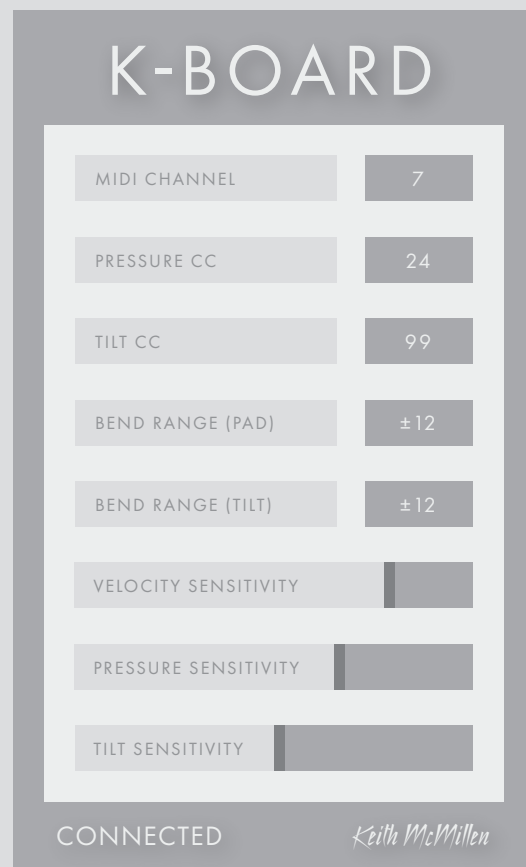 K-BOARD
MIDI CHANNEL 7
PRESSURE CC 24
TILT CC 99
BEND RANGE (PAD) ±12
BEND RANGE (TILT) ±12
VELOCITY SENSITIVITY
PRESSURE SENSITIVITY
TILT SENSITIVITY
CONNECTED Keith McMillen